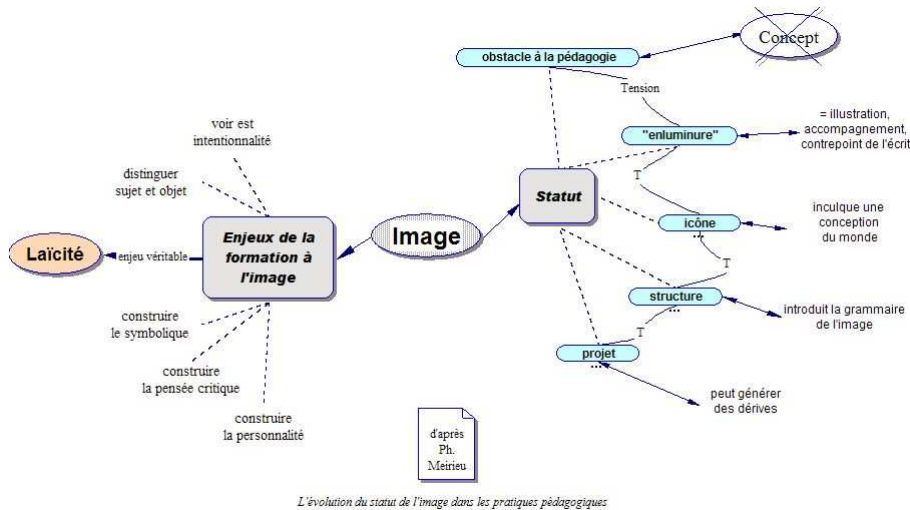 Concept
obstacle à la pédagogie
Tension
"enluminure"
= illustration,
accompagnement,
contrepoint de l'écrit
T
voir est
intentionnalité
distinguer
sujet et objet
Statut
icône
...
inculque une
conception
du monde
Image
Enjeux de la
formation à
l'image
enjeu véritable
Laïcité
T
structure
...
introduit la grammaire
de l'image
construire
le symbolique
T
projet
...
construire
la pensée critique
peut générer
des dérives
construire
la personnalité
d'après
Ph.
Meirieu
L'évolution du statut de l'image dans les pratiques pédagogiques